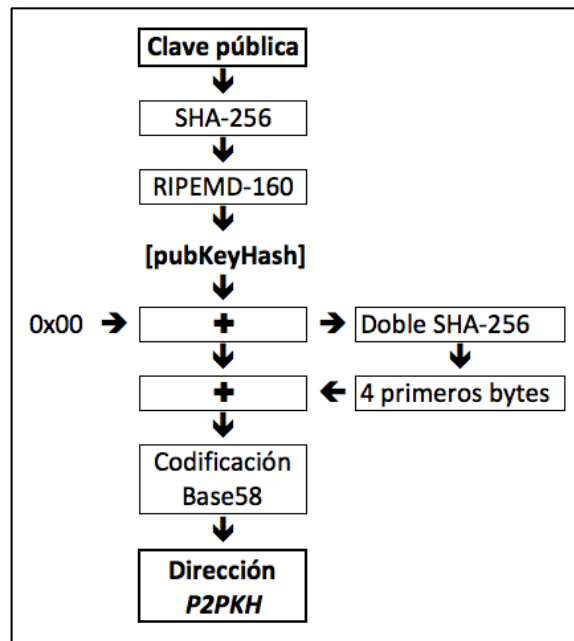 Clave pública
SHA-256
RIPEMD-160
[pubKeyHash]
0x00 → + → Doble SHA-256
+ ← 4 primeros bytes
Codificación
Base58
Dirección
P2PKH